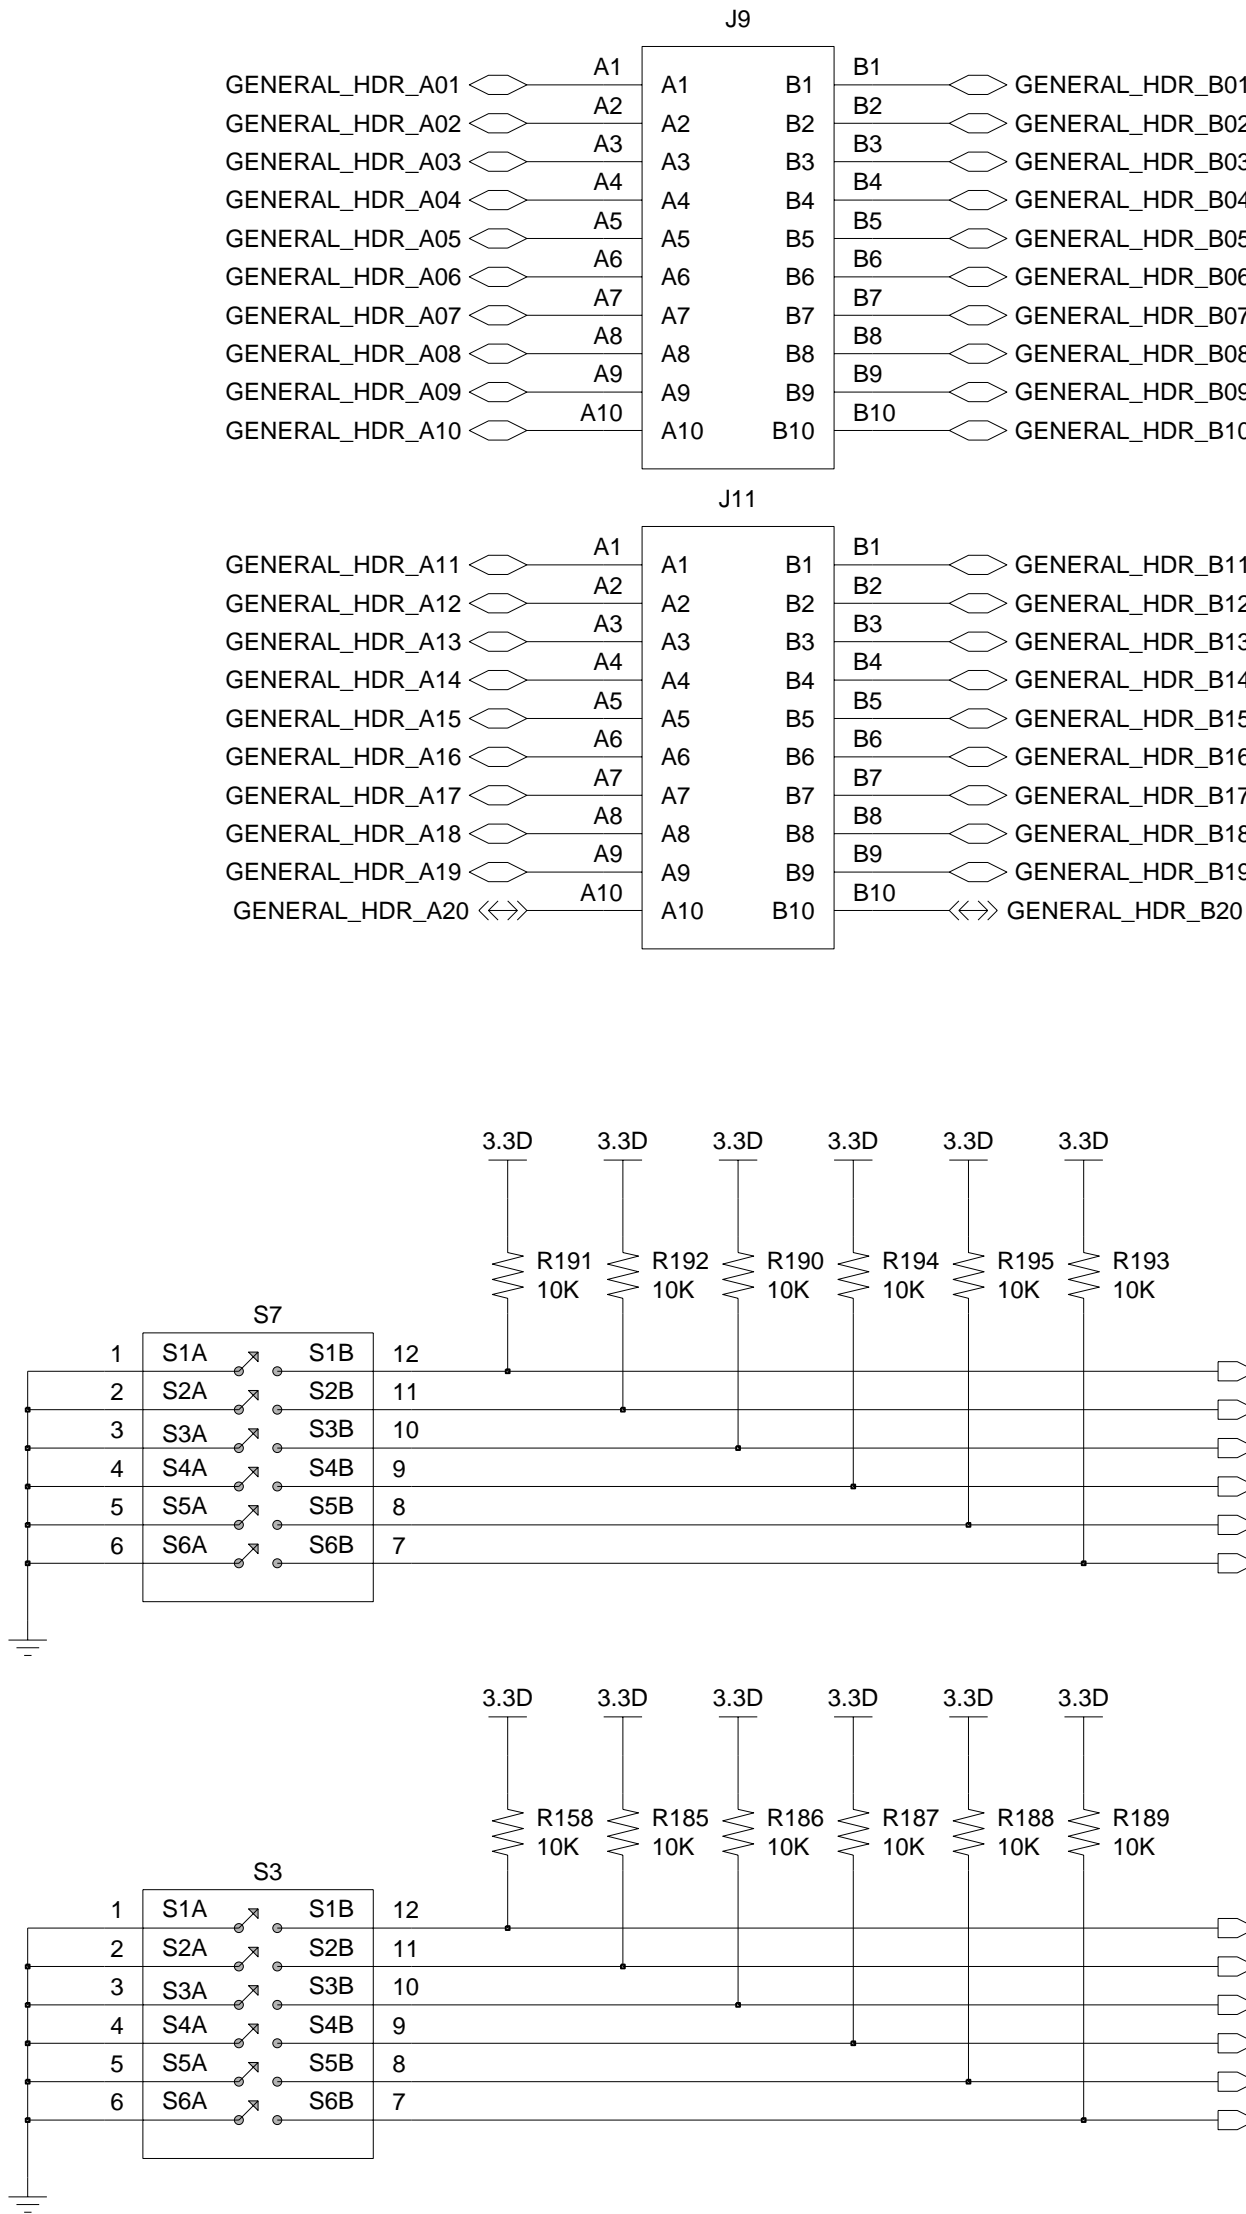 J9
A1 B1
GENERAL_HDR_A01 A1 B1 GENERAL_HDR_B01
A2 B2
GENERAL_HDR_A02 A2 B2 GENERAL_HDR_B02
A3 B3
GENERAL_HDR_A03 A3 B3 GENERAL_HDR_B03
A4 B4
GENERAL_HDR_A04 A4 B4 GENERAL_HDR_B04
A5 B5
GENERAL_HDR_A05 A5 B5 GENERAL_HDR_B05
A6 B6
GENERAL_HDR_A06 A6 B6 GENERAL_HDR_B06
A7 B7
GENERAL_HDR_A07 A7 B7 GENERAL_HDR_B07
A8 B8
GENERAL_HDR_A08 A8 B8 GENERAL_HDR_B08
A9 B9
GENERAL_HDR_A09 A9 B9 GENERAL_HDR_B09
A10 B10
GENERAL_HDR_A10 A10 B10 GENERAL_HDR_B10
J11
A1 B1
GENERAL_HDR_A11 A1 B1 GENERAL_HDR_B11
A2 B2
GENERAL_HDR_A12 A2 B2 GENERAL_HDR_B12
A3 B3
GENERAL_HDR_A13 A3 B3 GENERAL_HDR_B13
A4 B4
GENERAL_HDR_A14 A4 B4 GENERAL_HDR_B14
A5 B5
GENERAL_HDR_A15 A5 B5 GENERAL_HDR_B15
A6 B6
GENERAL_HDR_A16 A6 B6 GENERAL_HDR_B16
A7 B7
GENERAL_HDR_A17 A7 B7 GENERAL_HDR_B17
A8 B8
GENERAL_HDR_A18 A8 B8 GENERAL_HDR_B18
A9 B9
GENERAL_HDR_A19 A9 B9 GENERAL_HDR_B19
A10 B10
GENERAL_HDR_A20 A10 B10 GENERAL_HDR_B20
3.3D 3.3D 3.3D 3.3D 3.3D 3.3D
R191 R192 R190 R194 R195 R193
10K 10K 10K 10K 10K 10K
S7
1 S1A S1B 12
2 S2A S2B 11
3 S3A S3B 10
4 S4A S4B 9
5 S5A S5B 8
6 S6A S6B 7
3.3D 3.3D 3.3D 3.3D 3.3D 3.3D
R158 R185 R186 R187 R188 R189
10K 10K 10K 10K 10K 10K
S3
1 S1A S1B 12
2 S2A S2B 11
3 S3A S3B 10
4 S4A S4B 9
5 S5A S5B 8
6 S6A S6B 7